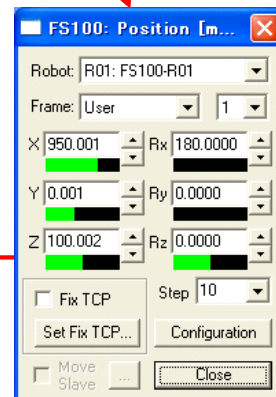 FS100: Position [m...
Robot: R01: FS100-R01
Frame: User 1
X 950.001 Rx 180.0000
Y 0.001 Ry 0.0000
Z 100.002 Rz 0.0000
Fix TCP Step 10
Set Fix TCP... Configuration
Move Slave ... Close